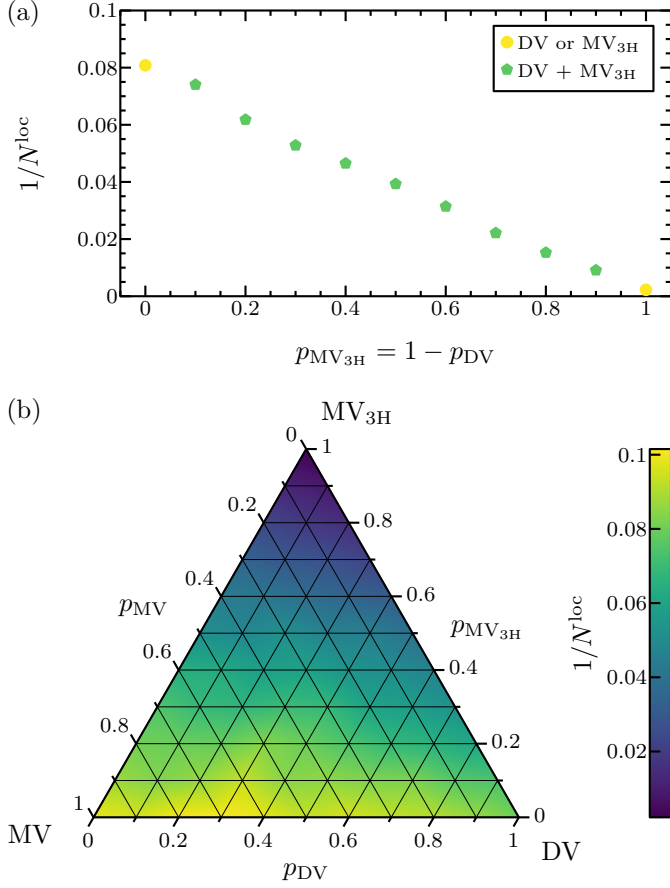 (a)
0.1
0.08
0.06
0.04
0.02
0
1/N^loc
DV or MV_3H
DV + MV_3H
0 0.2 0.4 0.6 0.8 1
p_MV_3H = 1 − p_DV
(b)
MV_3H
0 1
0.2 0.8
0.4 0.6
p_MV p_MV_3H
0.6 0.4
0.8 0.2
1 0
MV DV
0 0.2 0.4 0.6 0.8 1
p_DV
0.1
0.08
0.06
0.04
0.02
1/N^loc